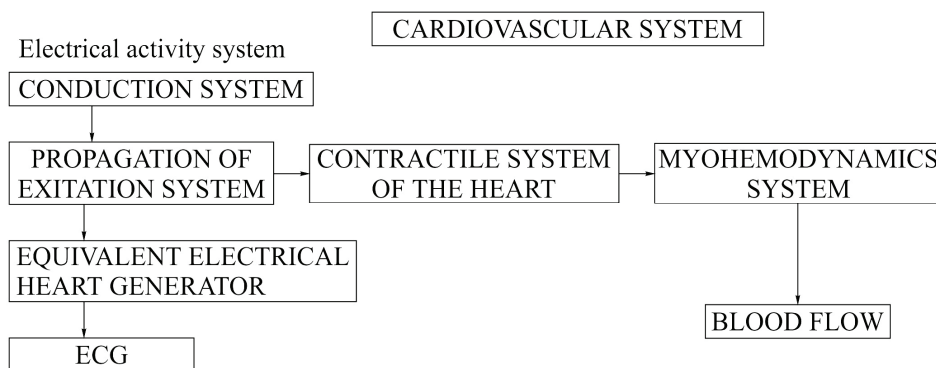 CARDIOVASCULAR SYSTEM
Electrical activity system
CONDUCTION SYSTEM
PROPAGATION OF
EXITATION SYSTEM
CONTRACTILE SYSTEM
OF THE HEART
MYOHEMODYNAMICS
SYSTEM
EQUIVALENT ELECTRICAL
HEART GENERATOR
BLOOD FLOW
ECG